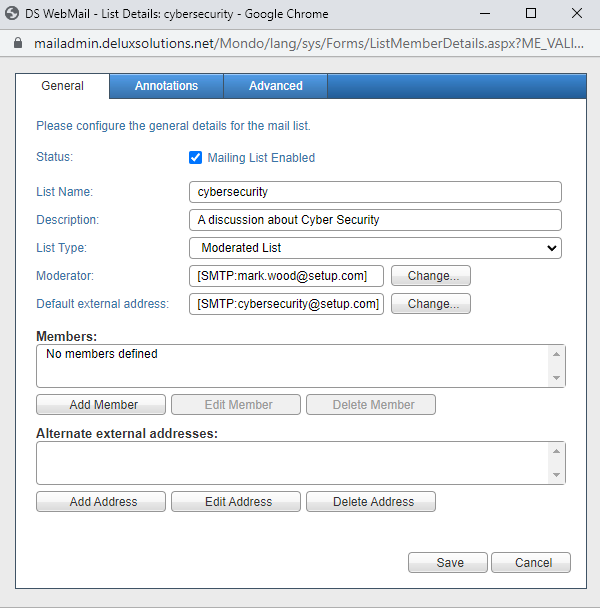 DS WebMail - List Details: cybersecurity - Google Chrome
mailadmin.deluxsolutions.net/Mondo/lang/sys/Forms/ListMemberDetails.aspx?ME_VALI...
General Annotations Advanced
Please configure the general details for the mail list.
Status: Mailing List Enabled
List Name: cybersecurity
Description: A discussion about Cyber Security
List Type: Moderated List
Moderator: [SMTP:mark.wood@setup.com] Change...
Default external address: [SMTP:cybersecurity@setup.com] Change...
Members:
No members defined
Add Member Edit Member Delete Member
Alternate external addresses:
Add Address Edit Address Delete Address
Save Cancel